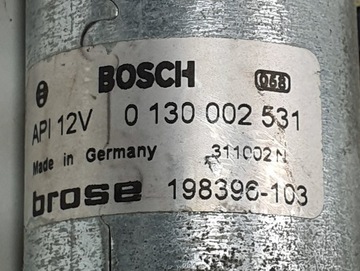 BOSCH 058
API 12V 0 130 002 531
Made in Germany 311002 N
brose 198396-103